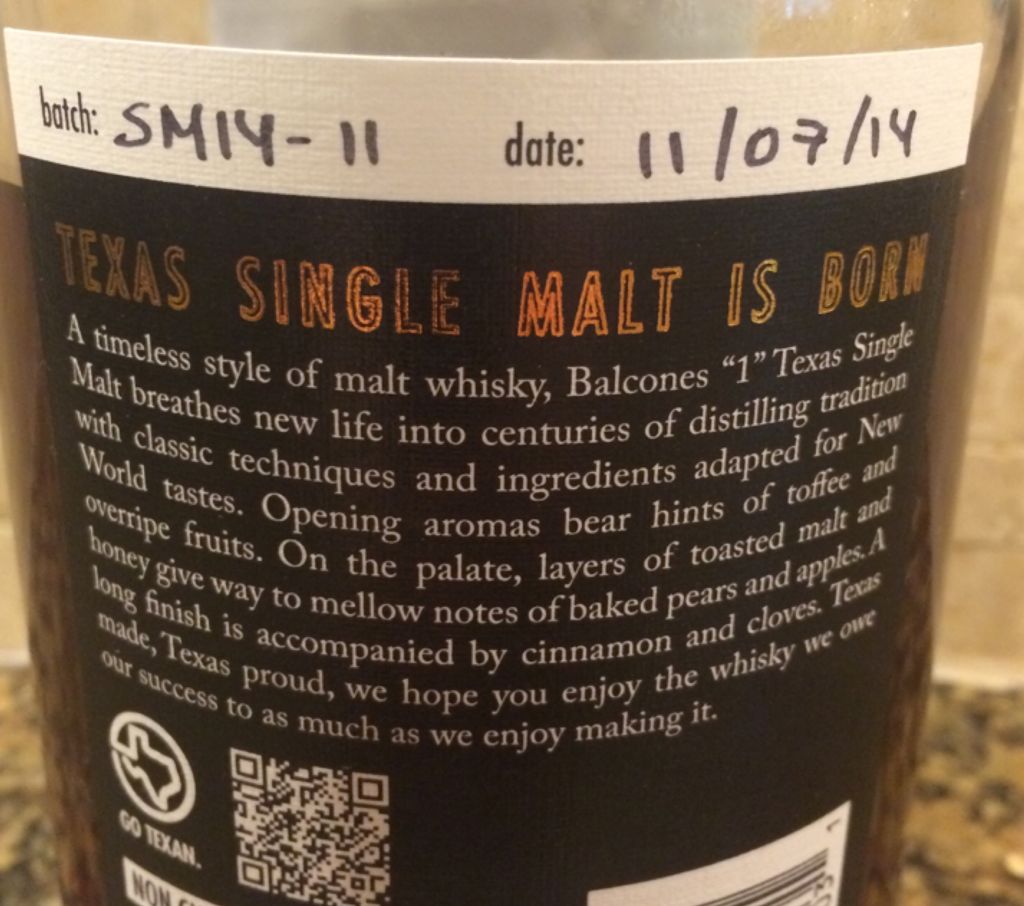 batch: SM14-11 date: 11/07/14
TEXAS SINGLE MALT IS BORN
A timeless style of malt whisky, Balcones “1” Texas Single
Malt breathes new life into centuries of distilling tradition
with classic techniques and ingredients adapted for New
World tastes. Opening aromas bear hints of toffee and
overripe fruits. On the palate, layers of toasted malt and
honey give way to mellow notes of baked pears and apples. A
long finish is accompanied by cinnamon and cloves. Texas
made, Texas proud, we hope you enjoy the whisky we owe
our success to as much as we enjoy making it.
GO TEXAN.
NON
1